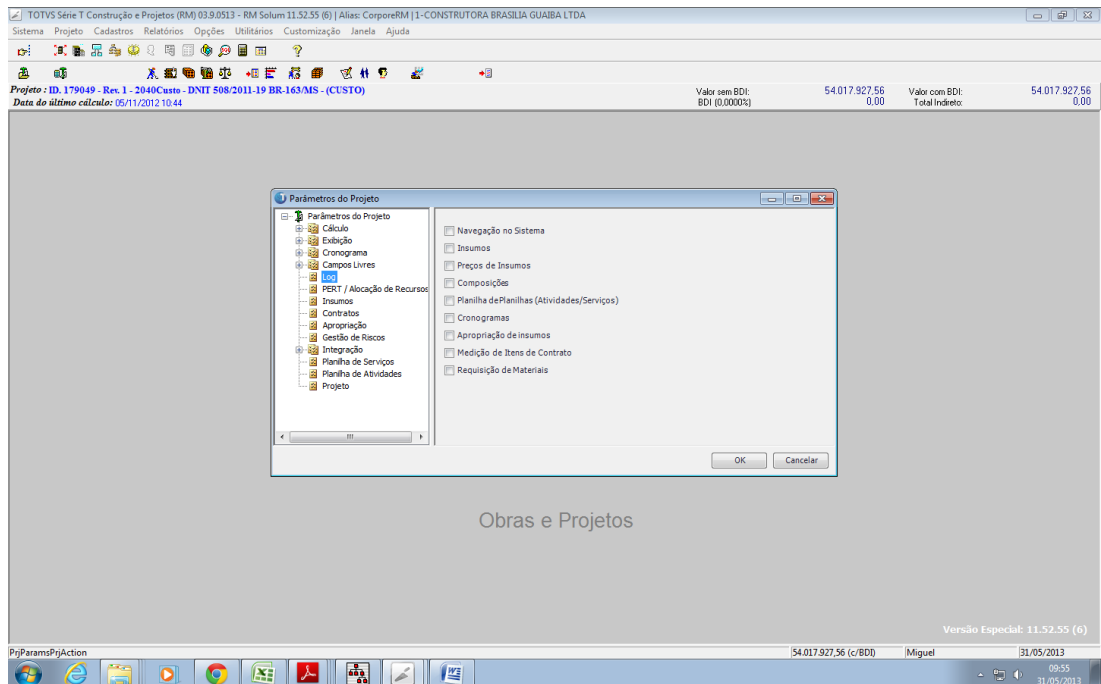 TOTVS Série T Construção e Projetos (RM) 03.9.0513 - RM Solum 11.52.55 (6) | Alias: CorporeRM | 1-CONSTRUTORA BRASILIA GUAIBA LTDA
Sistema Projeto Cadastros Relatórios Opções Utilitários Customização Janela Ajuda
Projeto : ID. 179049 - Rev. 1 - 2040Custo - DNIT 508/2011-19 BR-163/MS - (CUSTO) Valor sem BDI: 54.017.927,56 Valor com BDI: 54.017.927,56
Data do último cálculo: 05/11/2012 10:44 BDI (0,0000%) 0,00 Total Indireto: 0,00
Parâmetros do Projeto
Parâmetros do Projeto
Cálculo
Exibição
Cronograma
Campos Livres
Log
PERT / Alocação de Recursos
Insumos
Contratos
Apropriação
Gestão de Riscos
Integração
Planilha de Serviços
Planilha de Atividades
Projeto
Navegação no Sistema
Insumos
Preços de Insumos
Composições
Planilha dePlanilhas (Atividades/Serviços)
Cronogramas
Apropriação de insumos
Medição de Itens de Contrato
Requisição de Materiais
OK Cancelar
Obras e Projetos
Versão Especial: 11.52.55 (6)
PrjParamsPrjAction 54.017.927,56 (c/BDI) Miguel 31/05/2013
09:55
31/05/2013